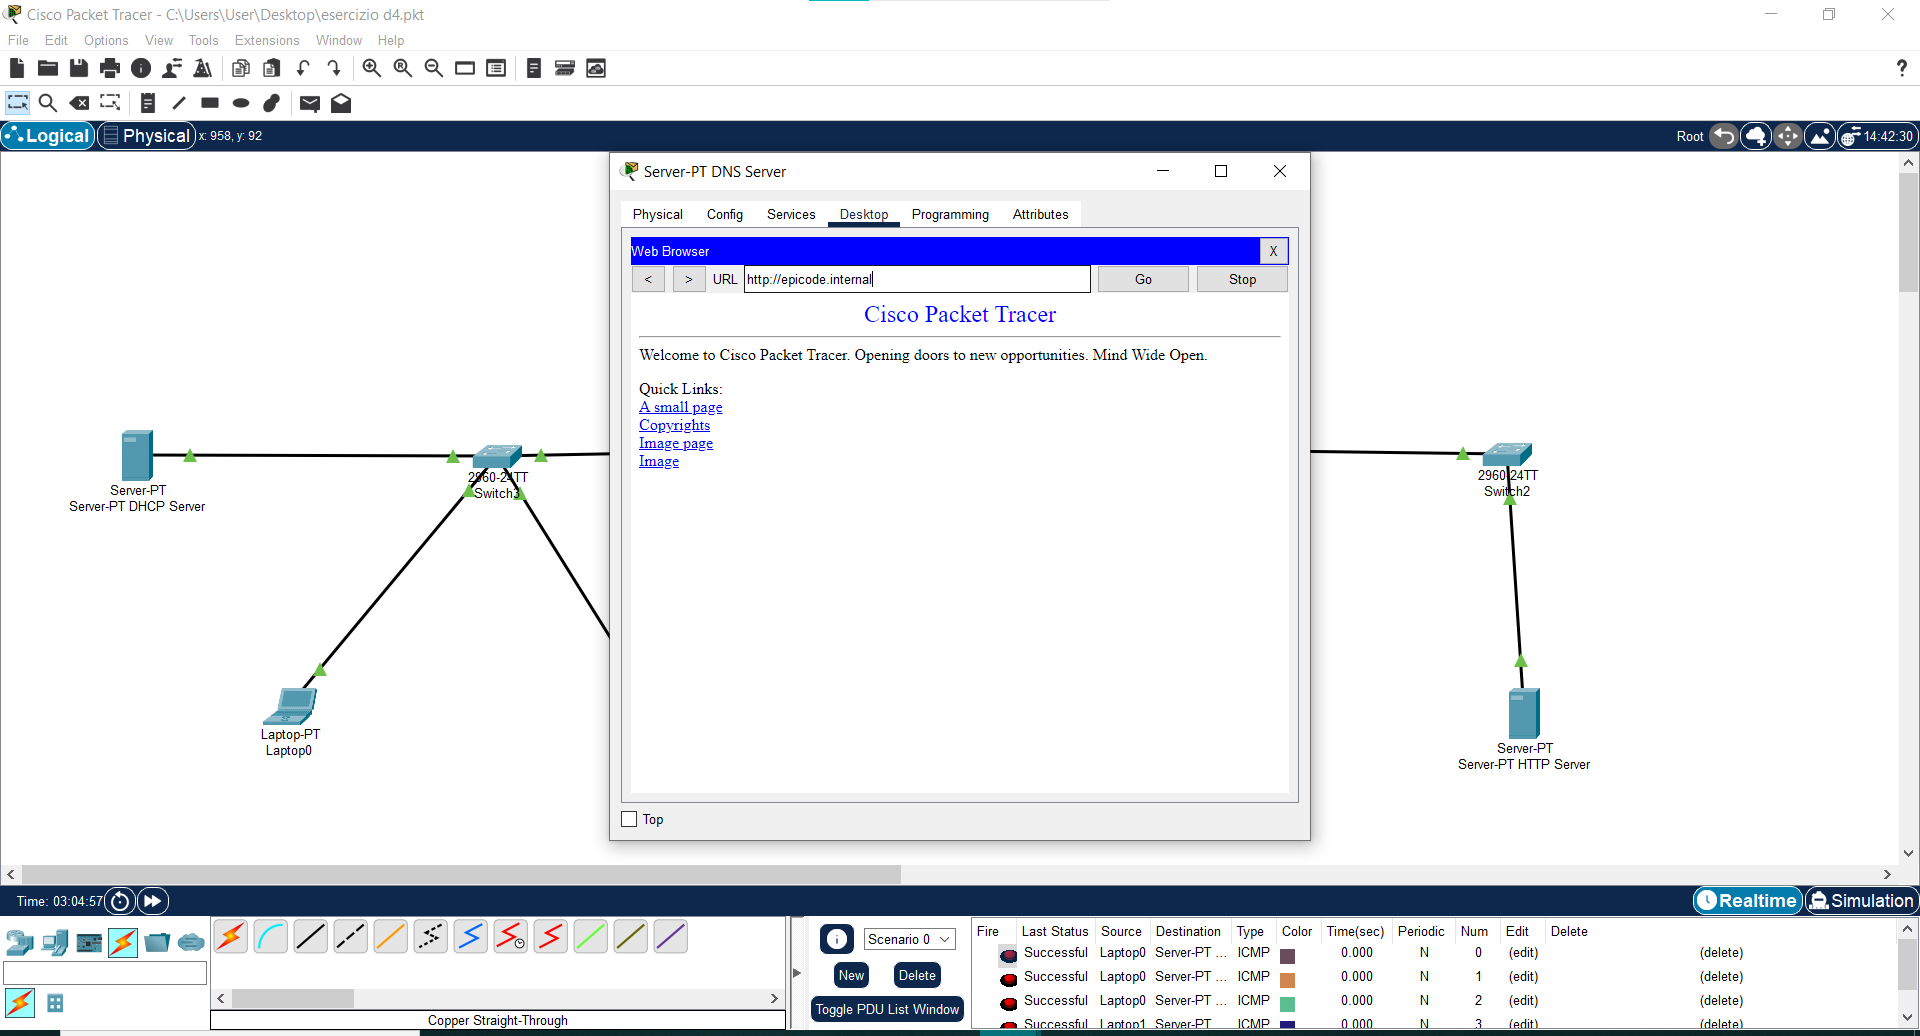 Cisco Packet Tracer - C:\Users\User\Desktop\esercizio d4.pkt
File Edit Options View Tools Extensions Window Help
?
Logical Physical x: 958, y: 92 Root 14:42:30
Server-PT DNS Server
Physical Config Services Desktop Programming Attributes
Web Browser X
< > URL http://epicode.internal Go Stop
Cisco Packet Tracer
Welcome to Cisco Packet Tracer. Opening doors to new opportunities. Mind Wide Open.
Quick Links:
A small page
Copyrights
Image page
Image
Top
Server-PT
Server-PT DHCP Server
2960-24TT
Switch3
2960-24TT
Switch2
Laptop-PT
Laptop0
Server-PT
Server-PT HTTP Server
Time: 03:04:57 Realtime Simulation
Scenario 0
New Delete
Toggle PDU List Window
Copper Straight-Through
Fire Last Status Source Destination Type Color Time(sec) Periodic Num Edit Delete
Successful Laptop0 Server-PT ... ICMP 0.000 N 0 (edit) (delete)
Successful Laptop0 Server-PT ... ICMP 0.000 N 1 (edit) (delete)
Successful Laptop0 Server-PT ... ICMP 0.000 N 2 (edit) (delete)
Successful Laptop1 Server-PT ICMP 0.000 N 3 (edit) (delete)